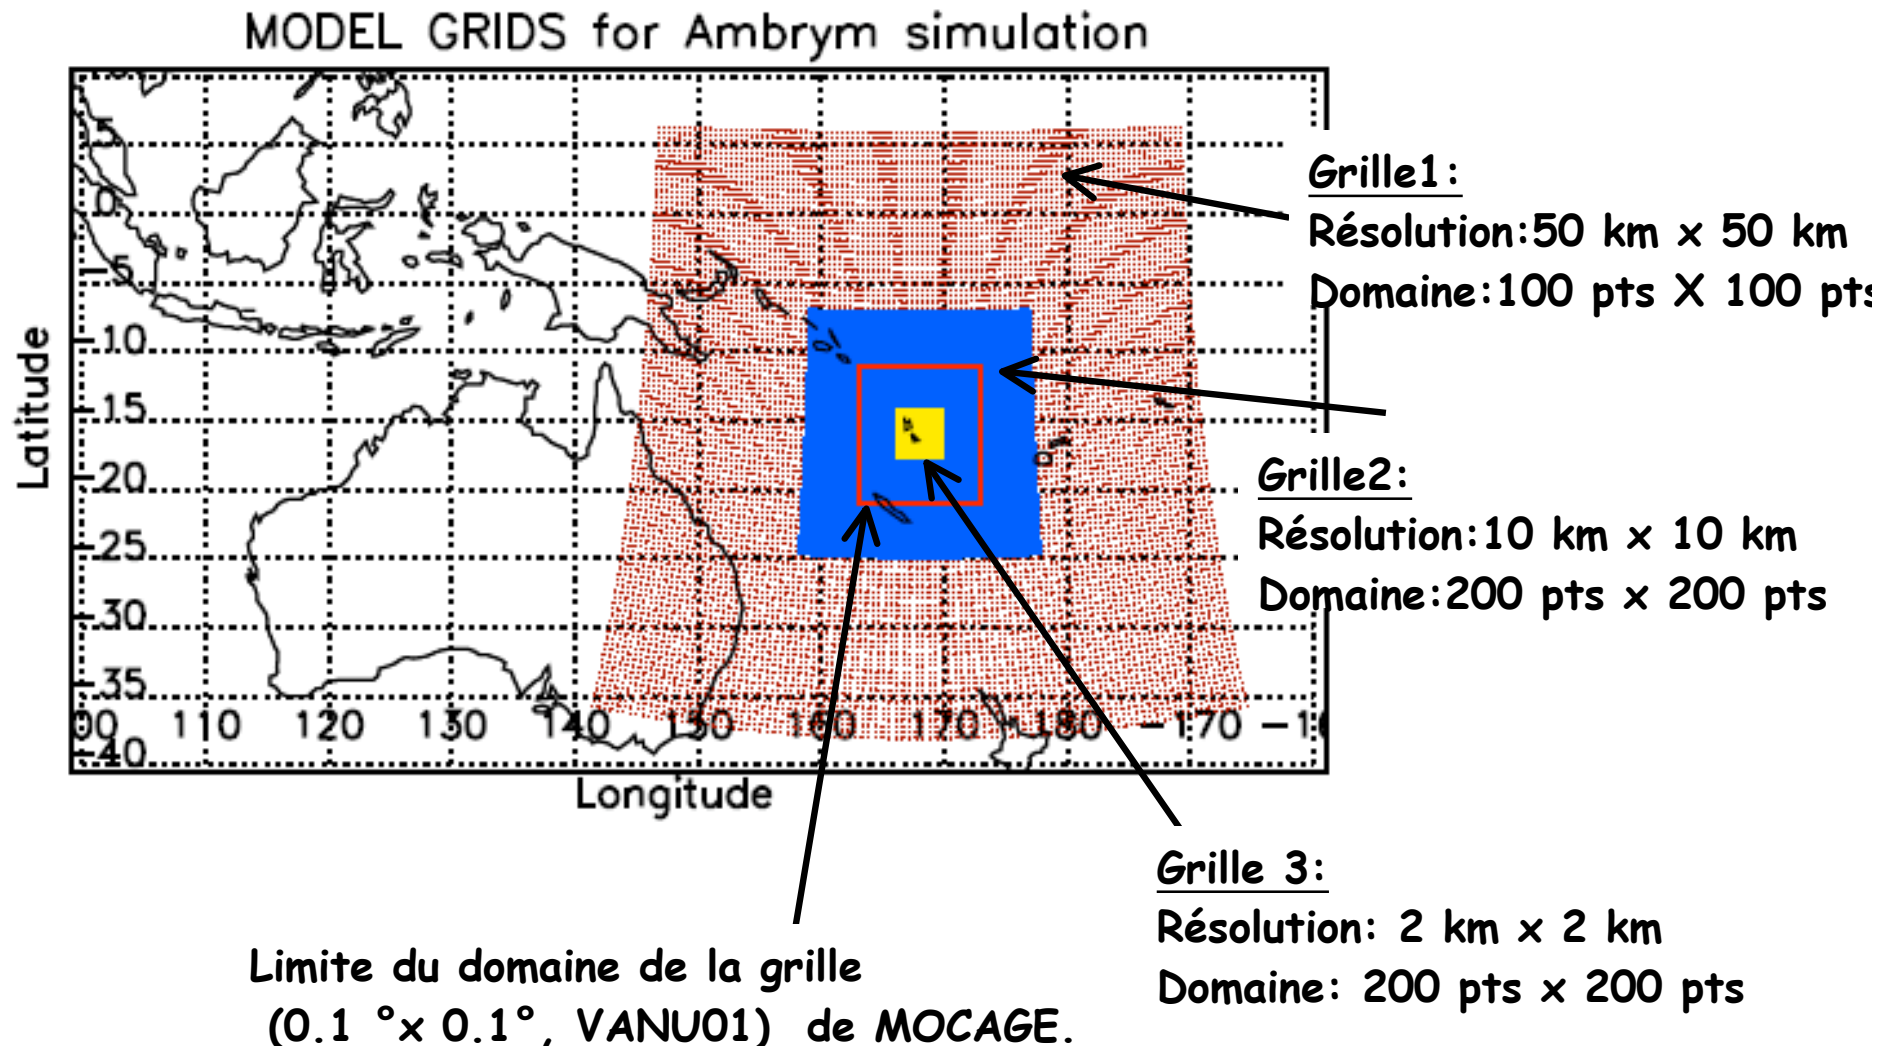 MODEL GRIDS for Ambrym simulation
Grille1:
Résolution:50 km x 50 km
Domaine:100 pts X 100 pts
Grille2:
Résolution:10 km x 10 km
Domaine:200 pts x 200 pts
Grille 3:
Résolution: 2 km x 2 km
Domaine: 200 pts x 200 pts
Latitude
5
0
-5
-10
-15
-20
-25
-30
-35
-40
110 120 130 140 150 160 170 180 -170
Longitude
Limite du domaine de la grille
(0.1 °x 0.1°, VANU01) de MOCAGE.